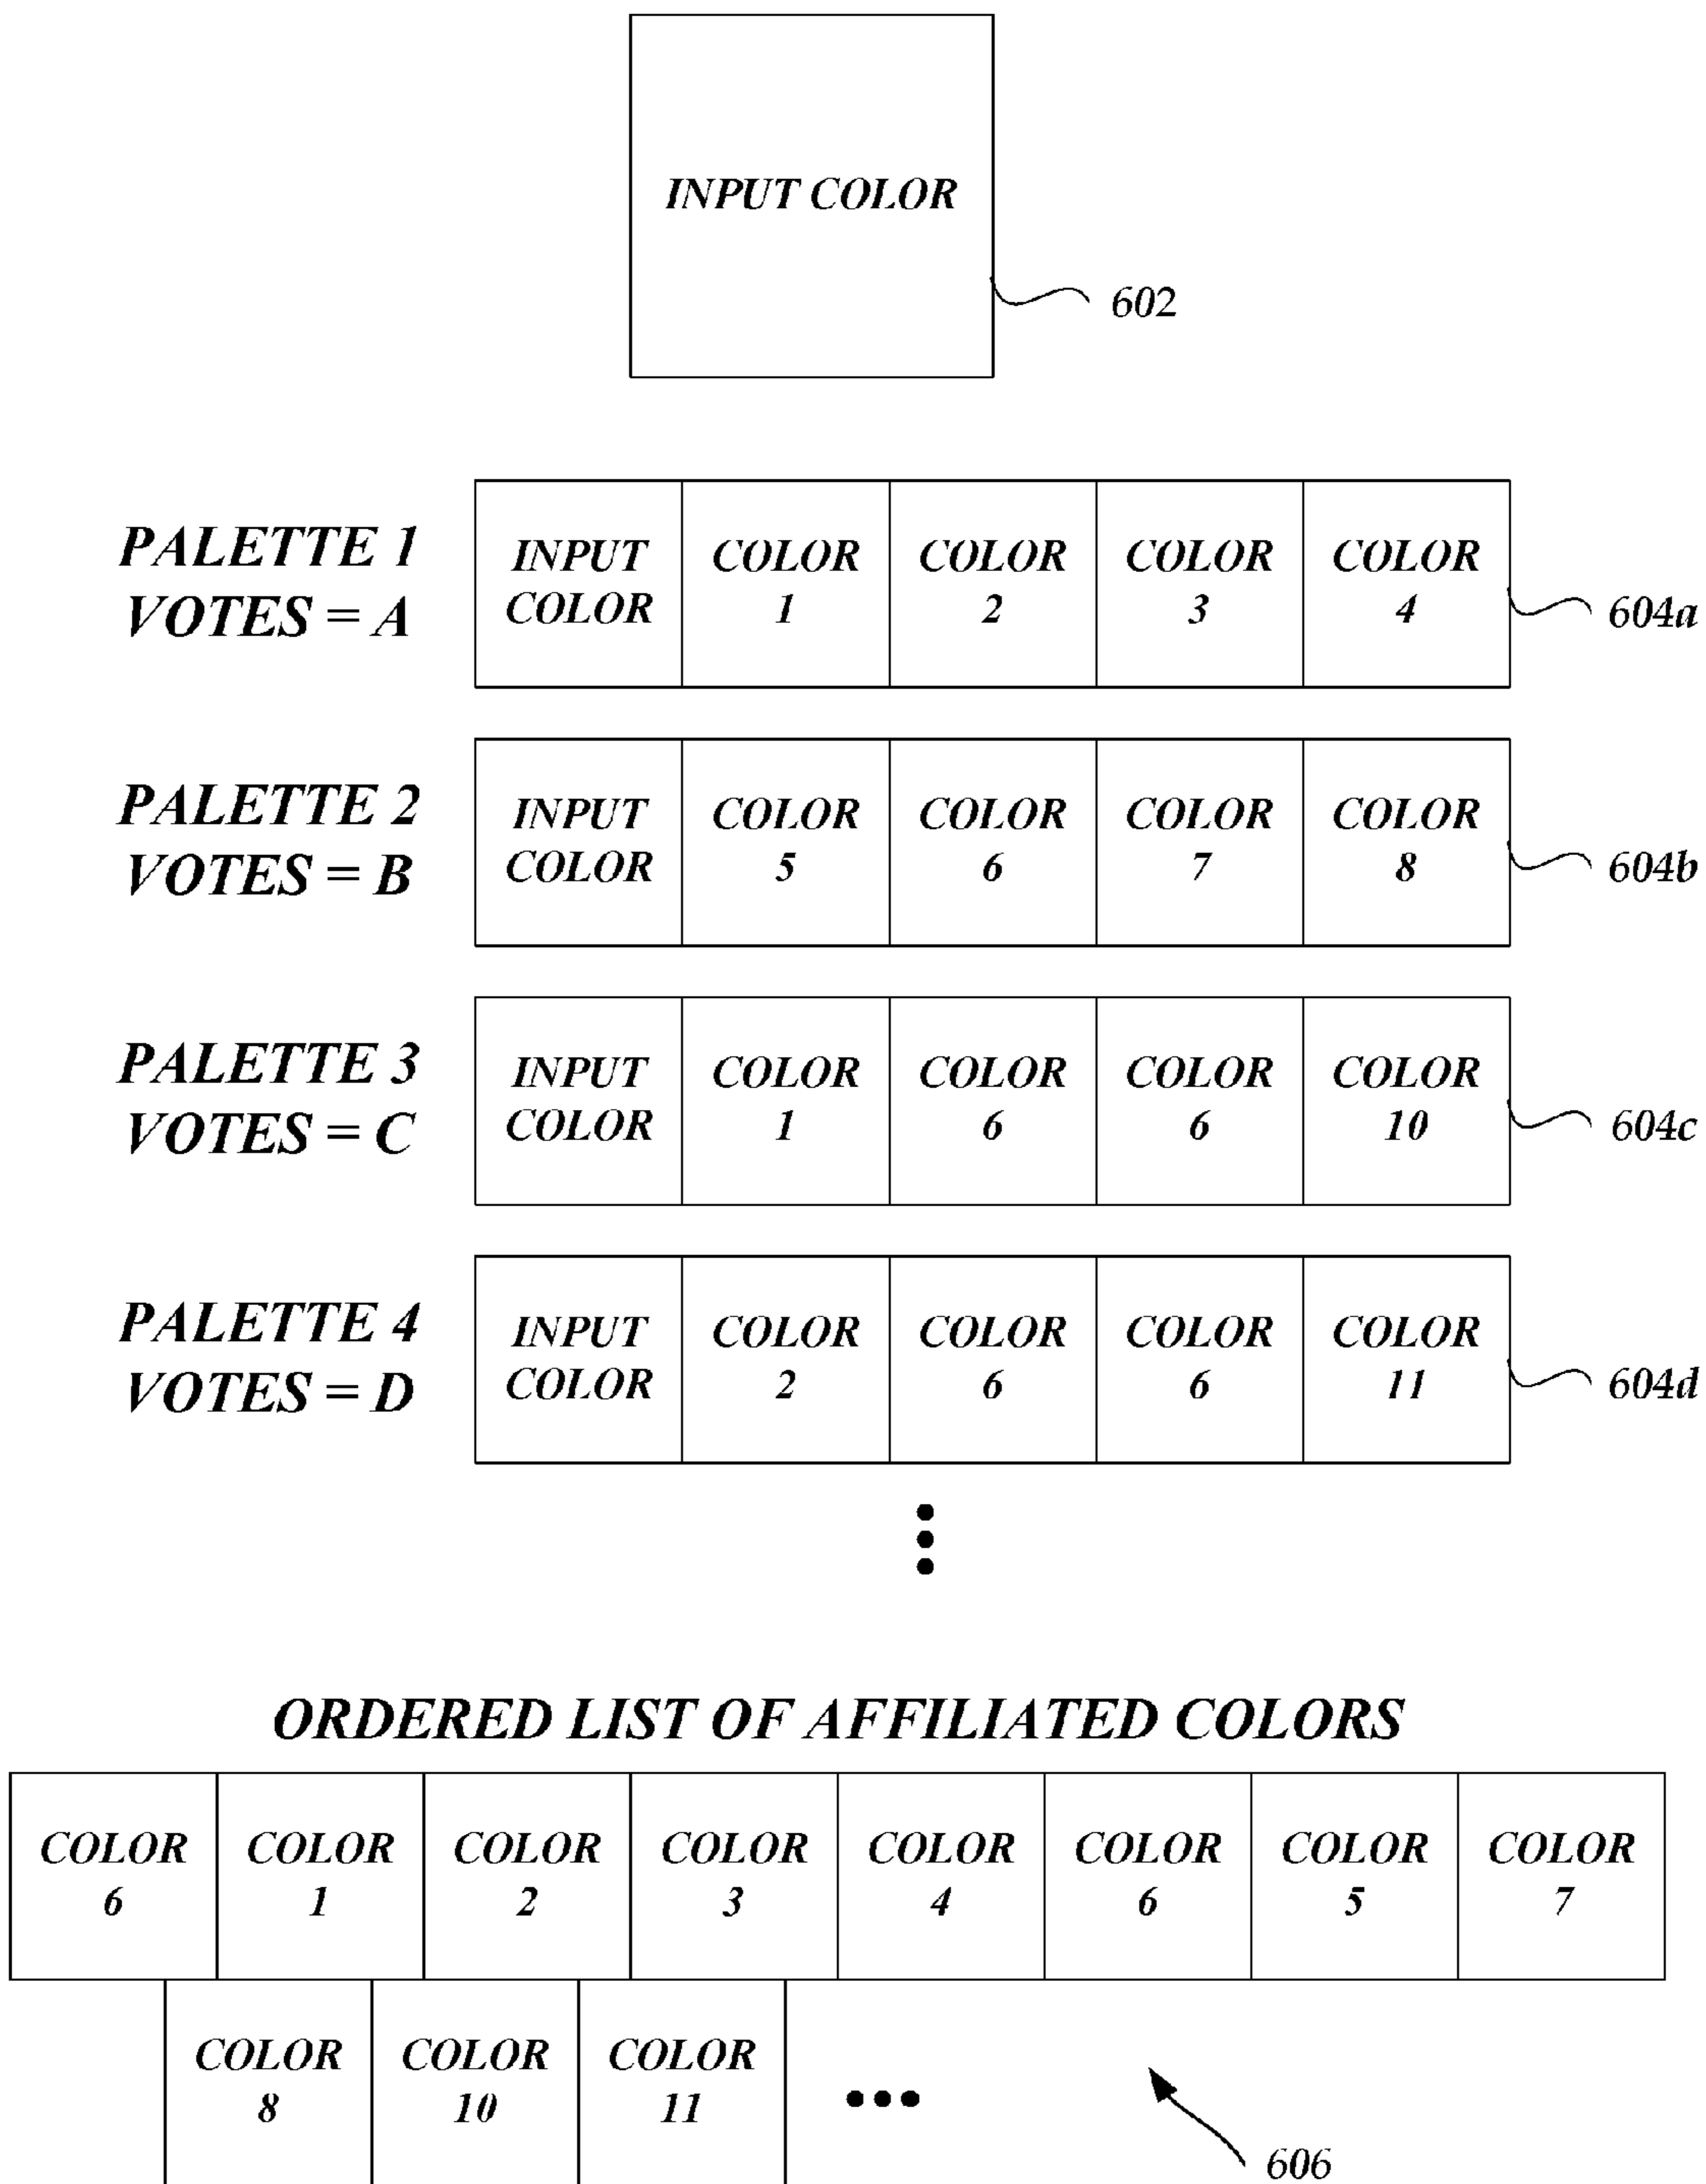 INPUT COLOR
602
PALETTE 1
VOTES = A
INPUT COLOR COLOR COLOR COLOR
COLOR 1 2 3 4
604a
PALETTE 2
VOTES = B
INPUT COLOR COLOR COLOR COLOR
COLOR 5 6 7 8
604b
PALETTE 3
VOTES = C
INPUT COLOR COLOR COLOR COLOR
COLOR 1 6 6 10
604c
PALETTE 4
VOTES = D
INPUT COLOR COLOR COLOR COLOR
COLOR 2 6 6 11
604d
ORDERED LIST OF AFFILIATED COLORS
COLOR COLOR COLOR COLOR COLOR COLOR COLOR COLOR
6 1 2 3 4 6 5 7
COLOR COLOR COLOR
8 10 11
606